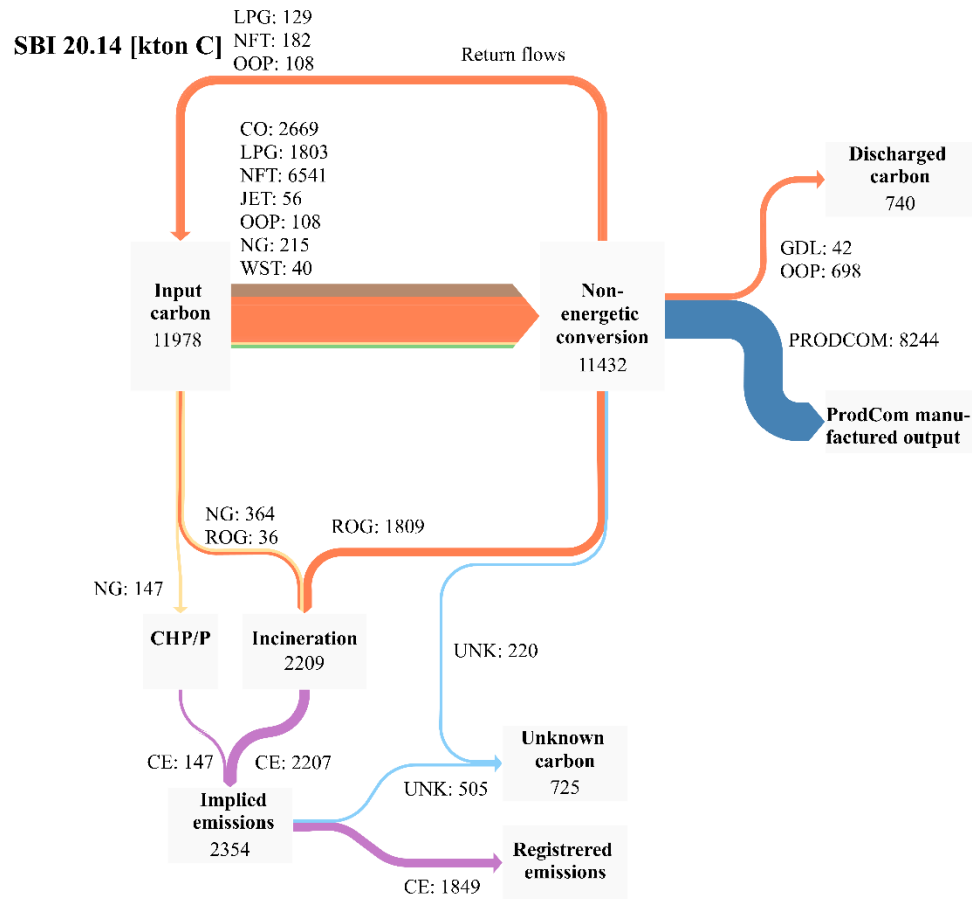 LPG: 129
NFT: 182
OOP: 108
SBI 20.14 [kton C]
Return flows
CO: 2669
LPG: 1803
NFT: 6541
JET: 56
OOP: 108
NG: 215
WST: 40
Discharged
carbon
740
GDL: 42
OOP: 698
Input
carbon
11978
Non-
energetic
conversion
11432
PRODCOM: 8244
ProdCom manu-
factured output
NG: 364
ROG: 36
ROG: 1809
NG: 147
CHP/P
Incineration
2209
UNK: 220
CE: 147
CE: 2207
Unknown
carbon
725
UNK: 505
Implied
emissions
2354
Registrered
emissions
CE: 1849